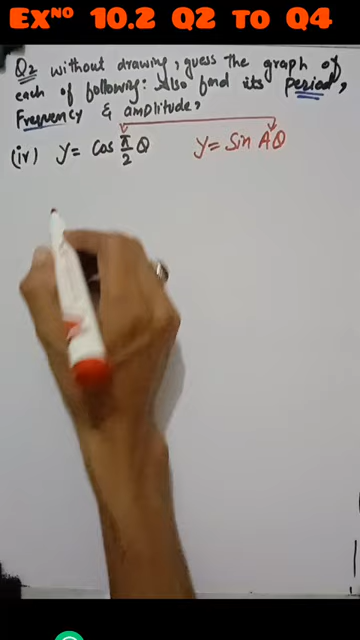 Exᴺᴼ 10.2 Q2 TO Q4
Q2 without drawing, guess the graph of
each of following: Also find its period,
Frequency & amplitude,
(iv) y = Cos π/2 θ    y = Sin Aθ